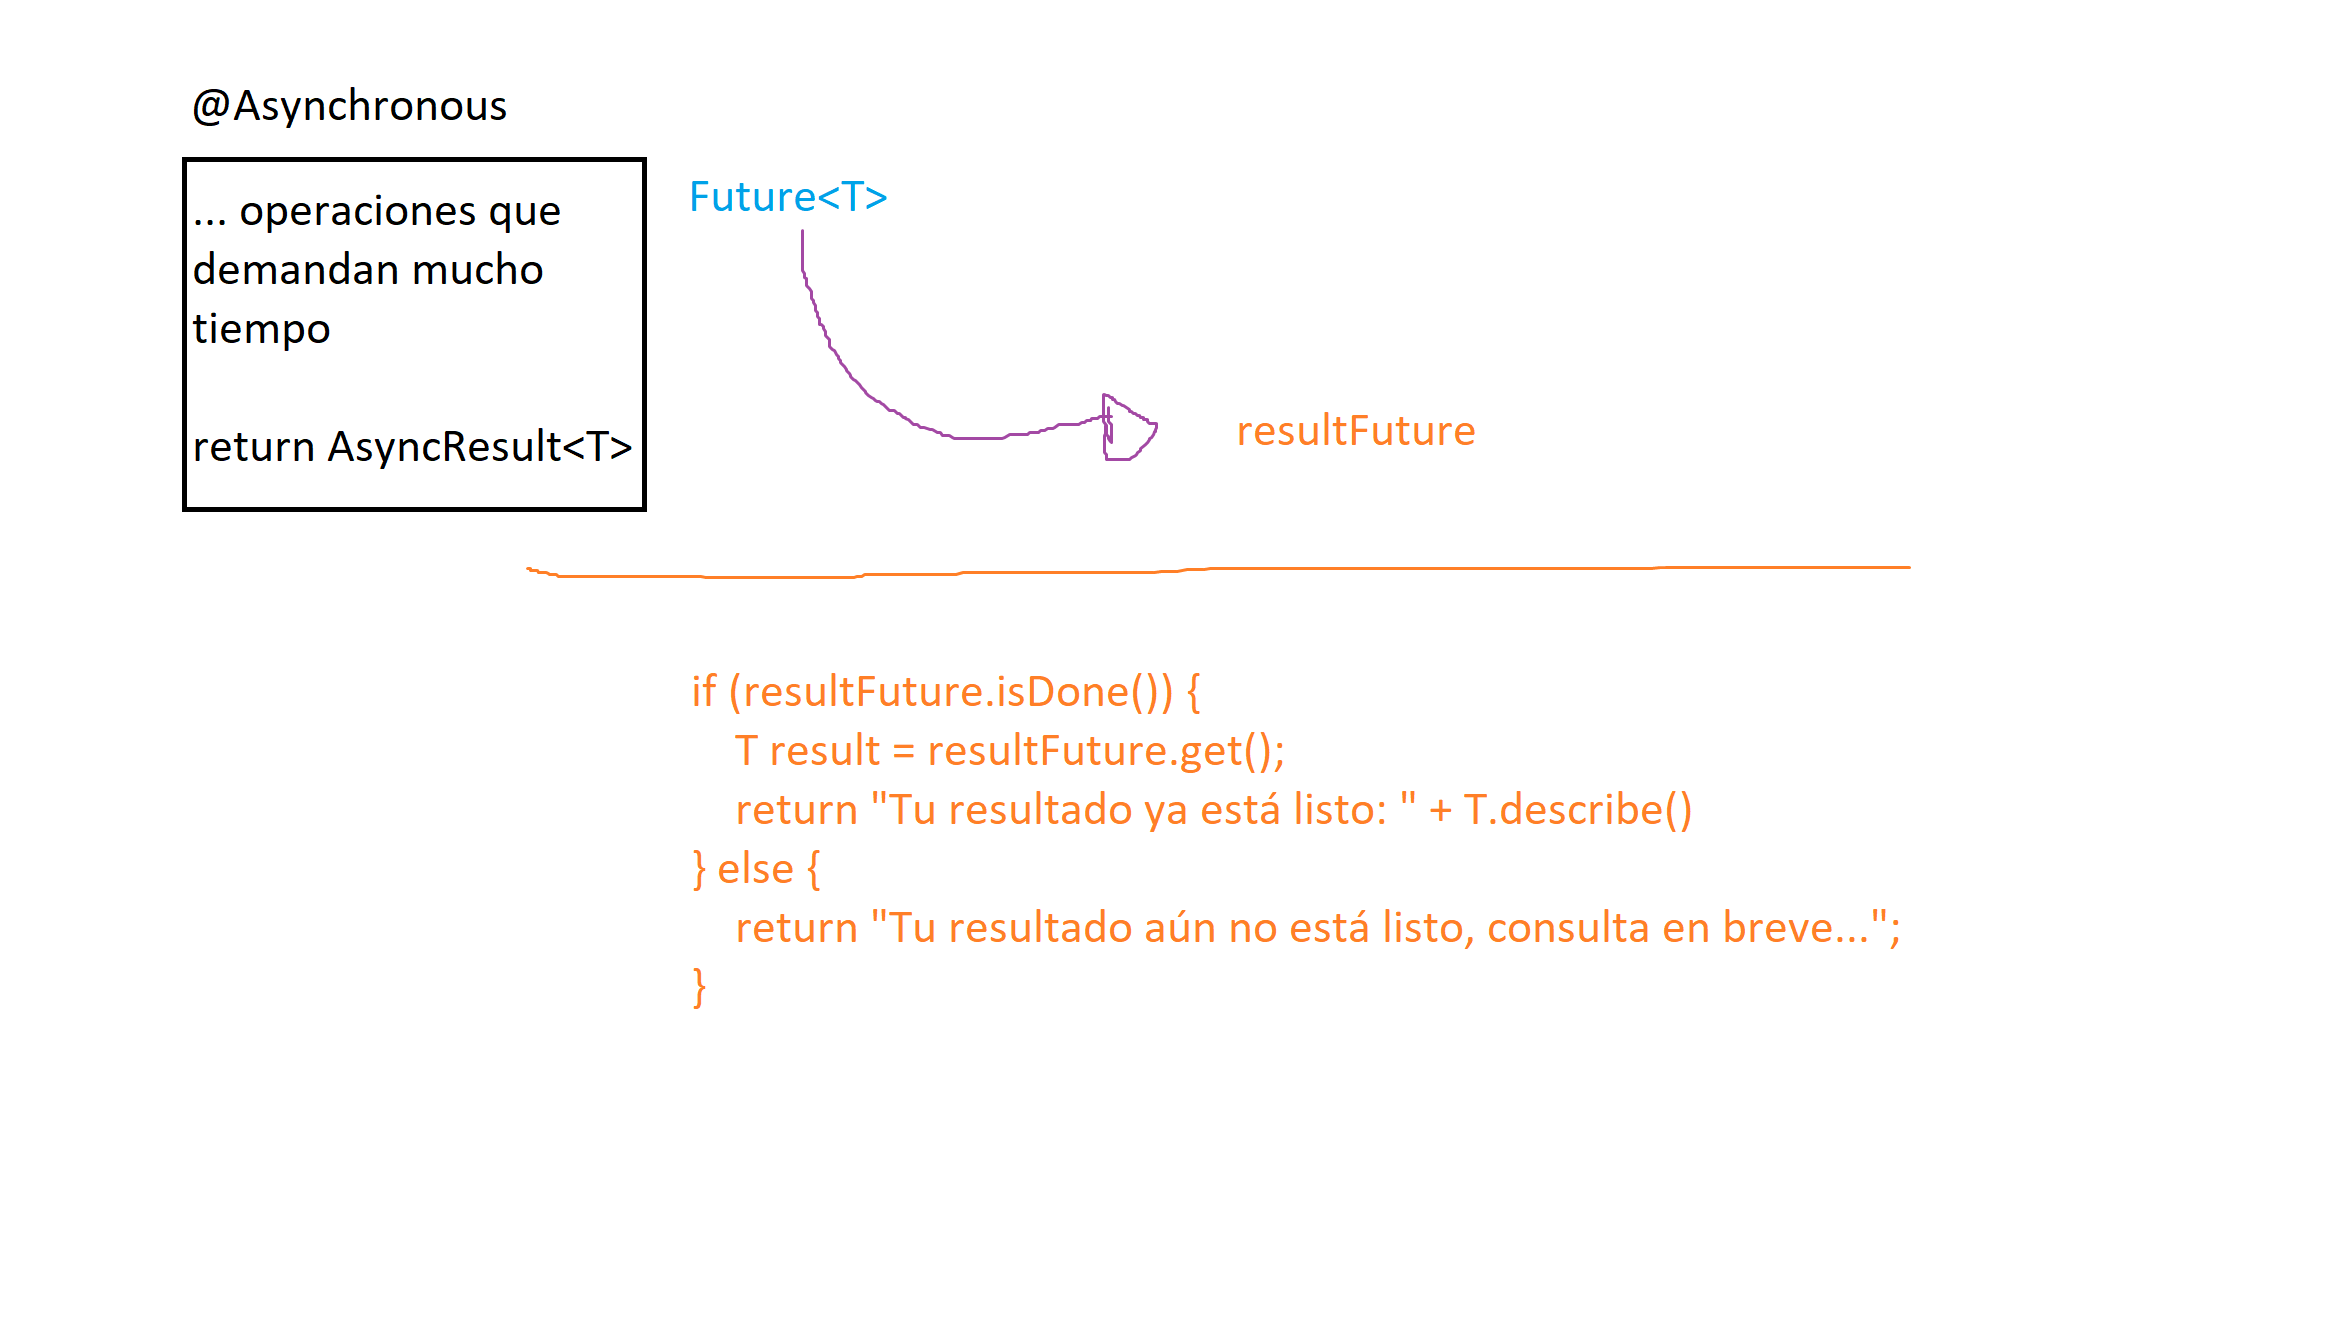 @Asynchronous
... operaciones que
demandan mucho
tiempo
return AsyncResult<T>
Future<T>
resultFuture
if (resultFuture.isDone()) {
T result = resultFuture.get();
return "Tu resultado ya está listo: " + T.describe()
} else {
return "Tu resultado aún no está listo, consulta en breve...";
}